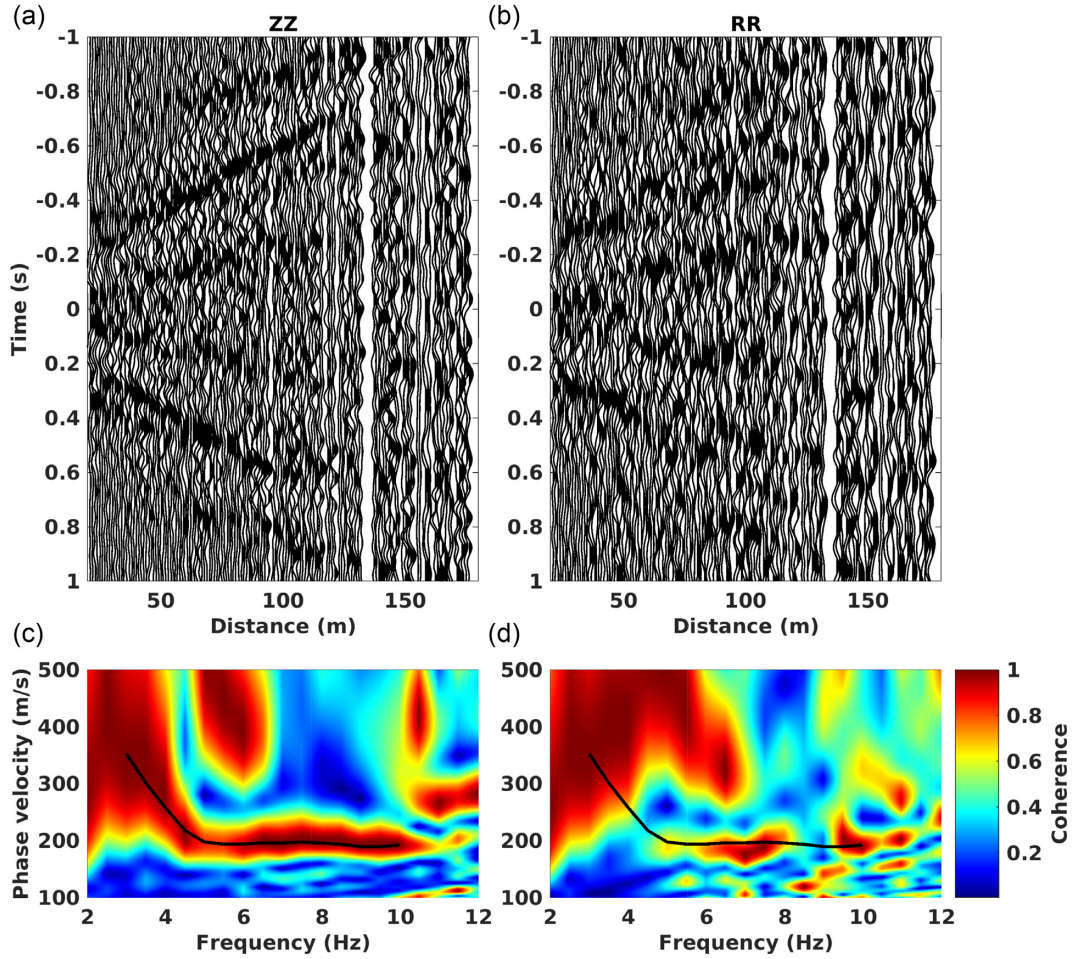 (a)
ZZ
(b)
RR
-1
-0.8
-0.6
-0.4
-0.2
0
0.2
0.4
0.6
0.8
1
Time (s)
-1
-0.8
-0.6
-0.4
-0.2
0
0.2
0.4
0.6
0.8
1
50 100 150
Distance (m)
50 100 150
Distance (m)
(c)
(d)
500
400
300
200
100
Phase velocity (m/s)
2 4 6 8 10 12
Frequency (Hz)
500
400
300
200
100
2 4 6 8 10 12
Frequency (Hz)
1
0.8
0.6
0.4
0.2
Coherence